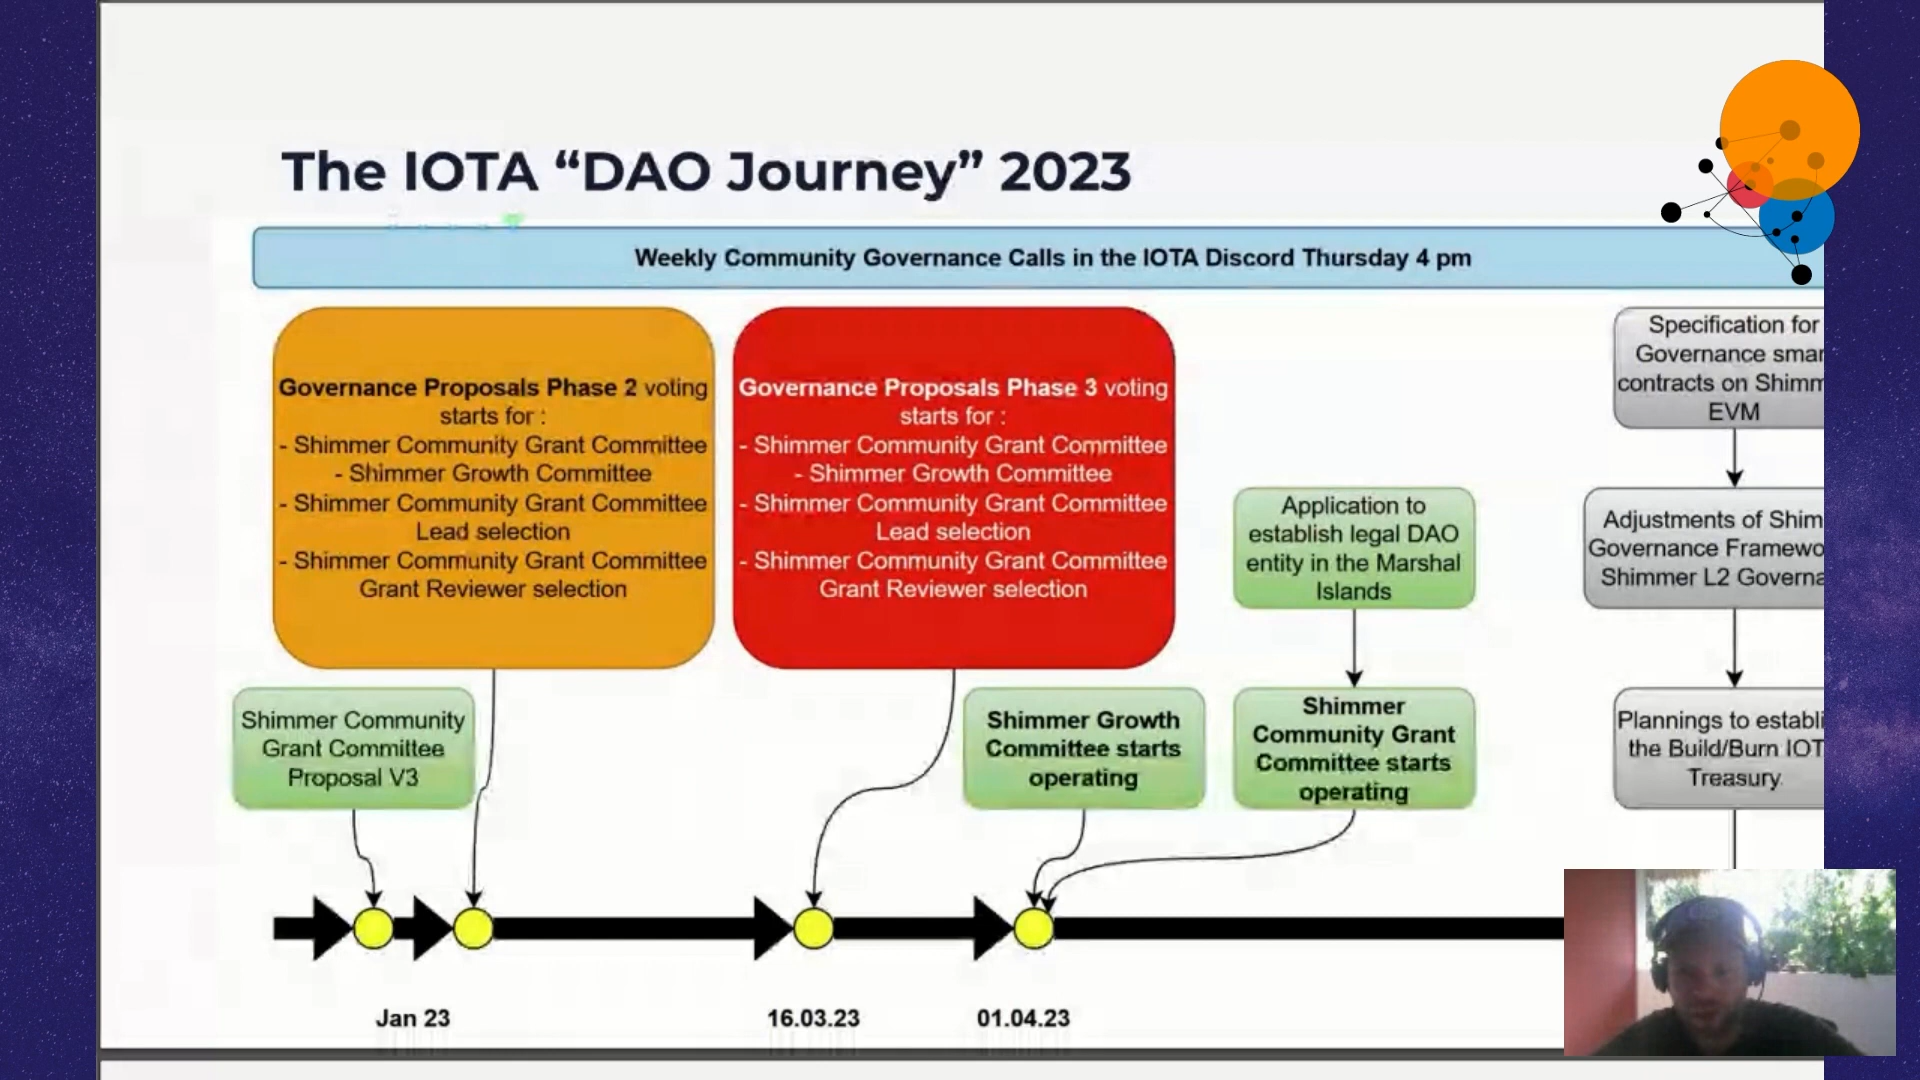 The IOTA “DAO Journey” 2023
Weekly Community Governance Calls in the IOTA Discord Thursday 4 pm
Governance Proposals Phase 2 voting
starts for :
- Shimmer Community Grant Committee
- Shimmer Growth Committee
- Shimmer Community Grant Committee
Lead selection
- Shimmer Community Grant Committee
Grant Reviewer selection
Governance Proposals Phase 3 voting
starts for :
- Shimmer Community Grant Committee
- Shimmer Growth Committee
- Shimmer Community Grant Committee
Lead selection
- Shimmer Community Grant Committee
Grant Reviewer selection
Application to
establish legal DAO
entity in the Marshal
Islands
Specification for
Governance smar
contracts on Shimm
EVM
Adjustments of Shim
Governance Framewo
Shimmer L2 Governa
Shimmer Community
Grant Committee
Proposal V3
Shimmer Growth
Committee starts
operating
Shimmer
Community Grant
Committee starts
operating
Plannings to establi
the Build/Burn IOT
Treasury
Jan 23
16.03.23
01.04.23